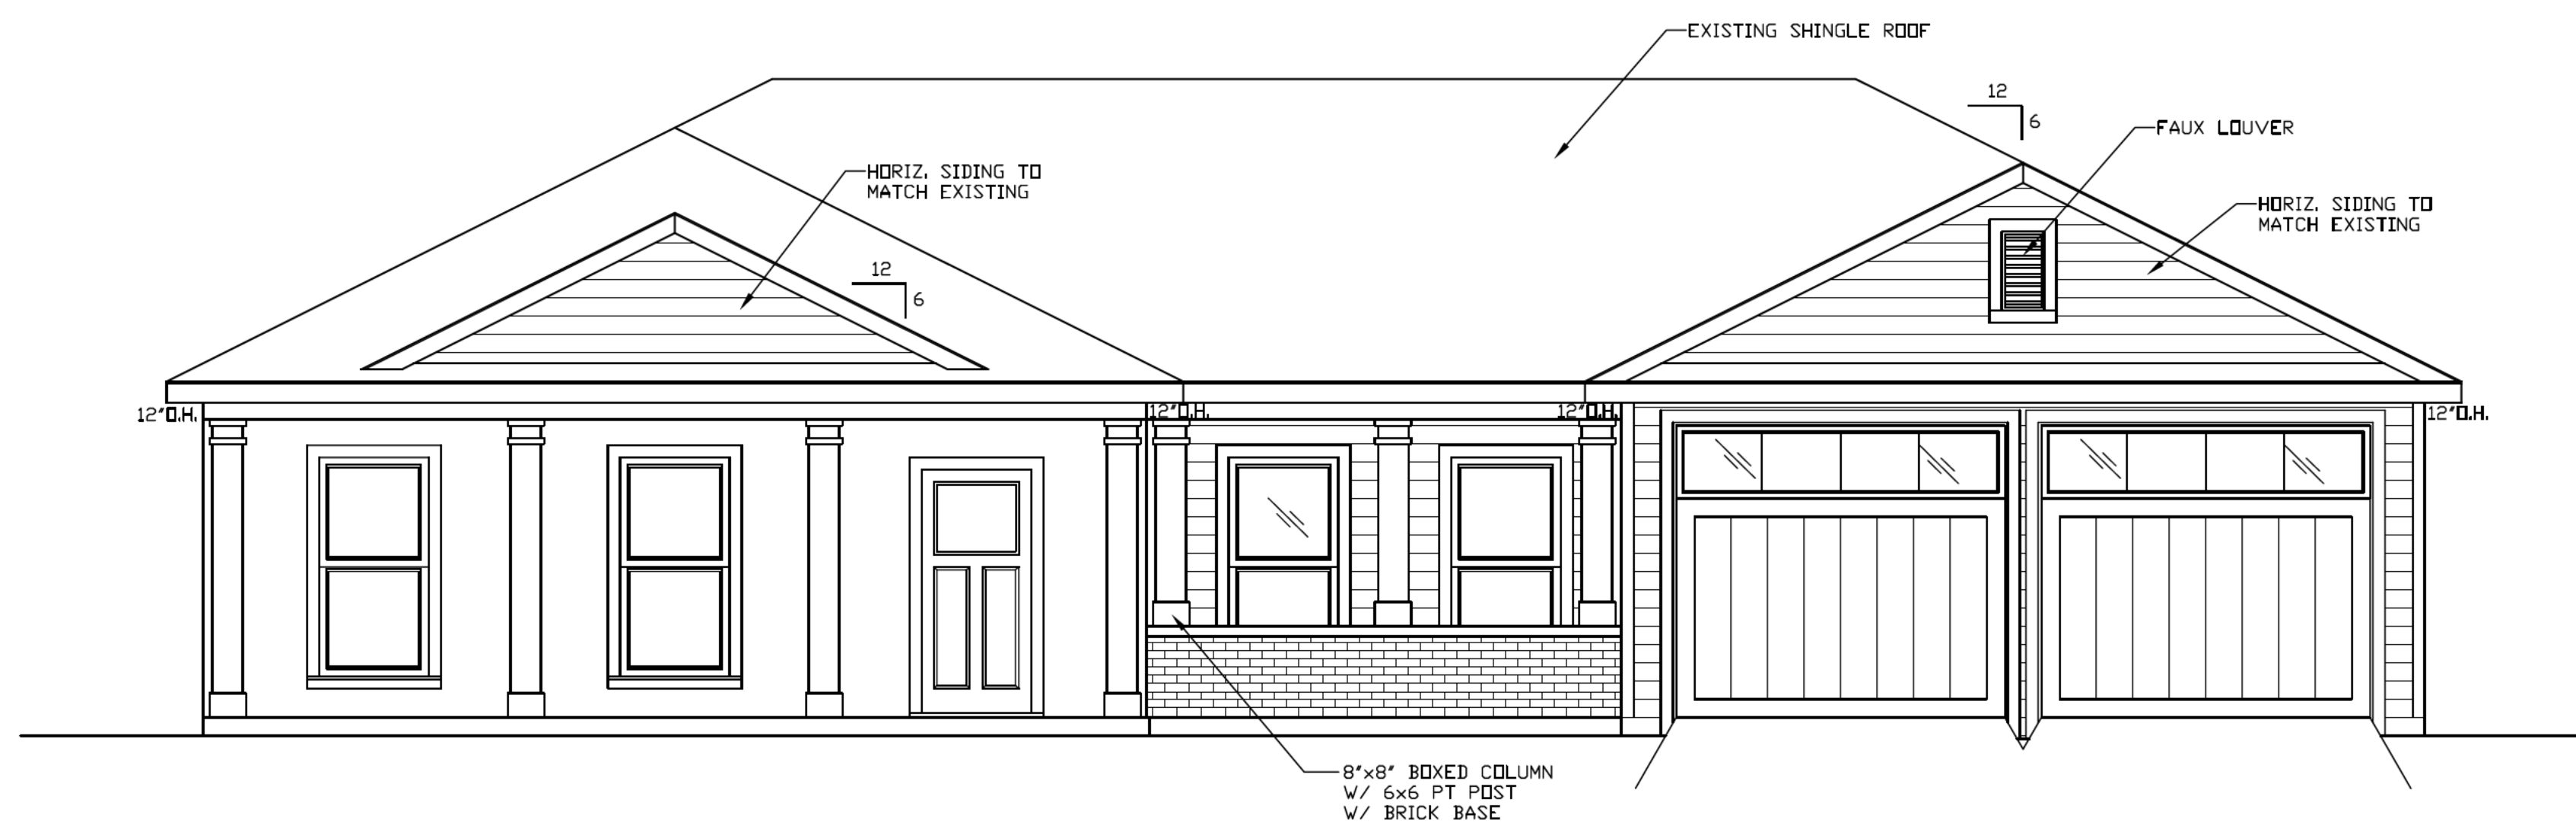 EXISTING SHINGLE ROOF
12
6
FAUX LOUVER
HORIZ. SIDING TO
MATCH EXISTING
HORIZ. SIDING TO
MATCH EXISTING
12
6
12"O.H.
12"O.H.
12"O.H.
12"O.H.
8"x8" BOXED COLUMN
W/ 6x6 PT POST
W/ BRICK BASE